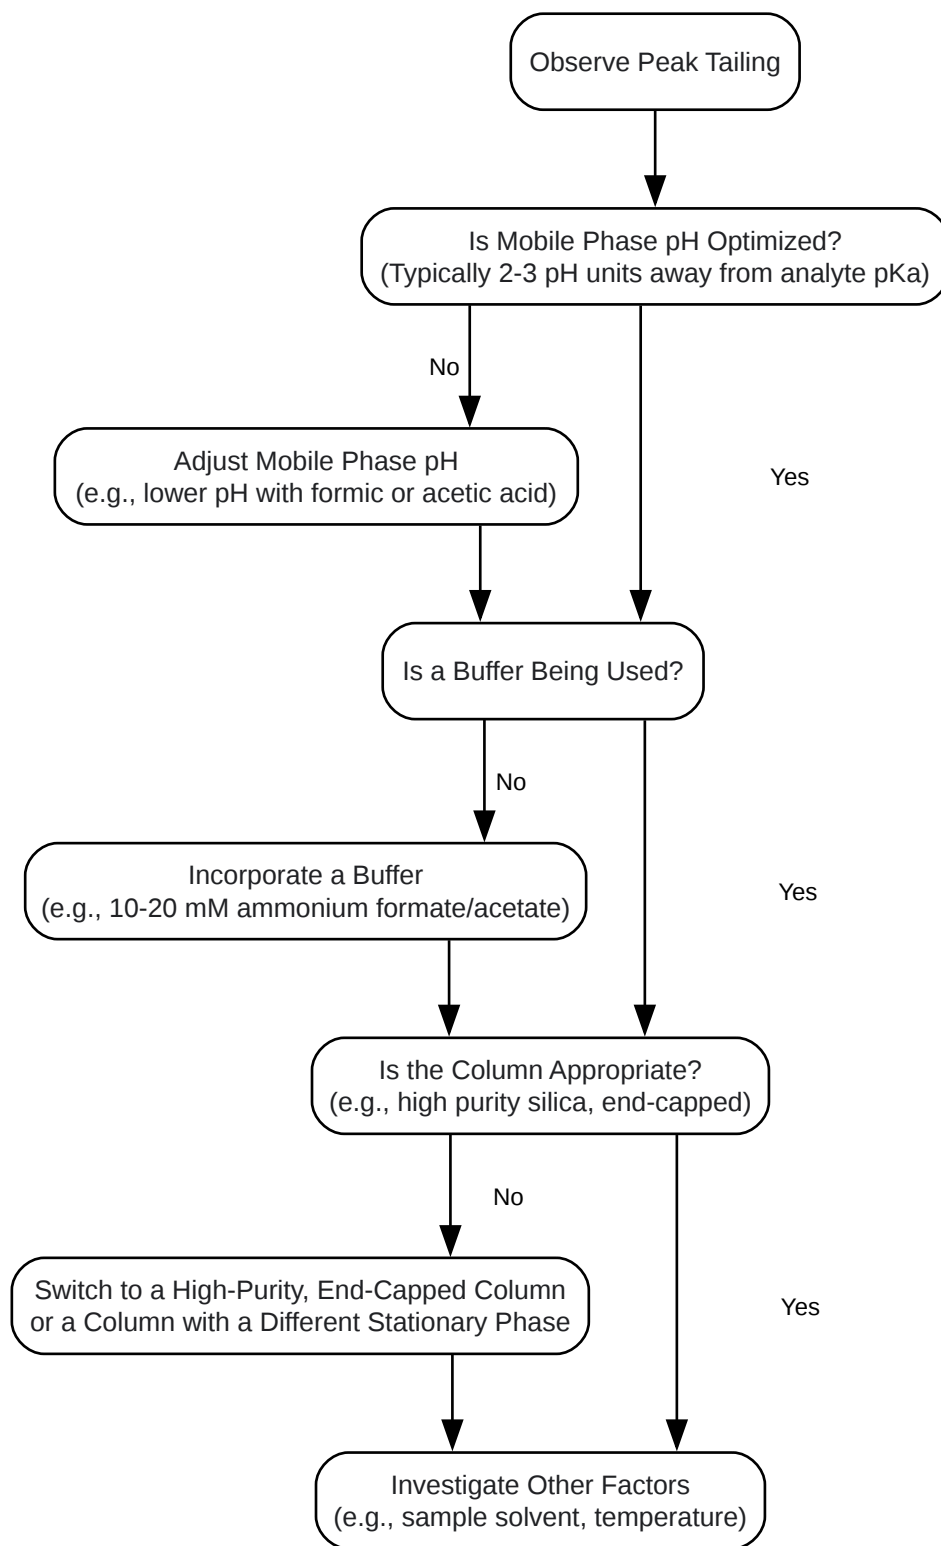 Observe Peak Tailing
Is Mobile Phase pH Optimized?
(Typically 2-3 pH units away from analyte pKa)
No
Adjust Mobile Phase pH
(e.g., lower pH with formic or acetic acid)
Yes
Is a Buffer Being Used?
No
Incorporate a Buffer
(e.g., 10-20 mM ammonium formate/acetate)
Yes
Is the Column Appropriate?
(e.g., high purity silica, end-capped)
No
Switch to a High-Purity, End-Capped Column
or a Column with a Different Stationary Phase
Yes
Investigate Other Factors
(e.g., sample solvent, temperature)